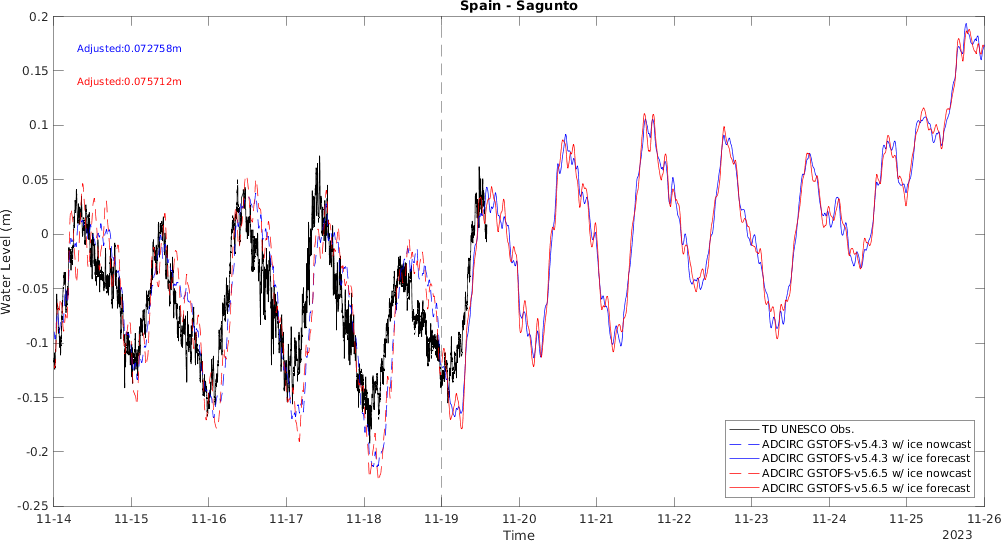 Spain - Sagunto
Adjusted:0.072758m
Adjusted:0.075712m
Water Level (m)
0.2
0.15
0.1
0.05
0
-0.05
-0.1
-0.15
-0.2
-0.25
TD UNESCO Obs.
ADCIRC GSTOFS-v5.4.3 w/ ice nowcast
ADCIRC GSTOFS-v5.4.3 w/ ice forecast
ADCIRC GSTOFS-v5.6.5 w/ ice nowcast
ADCIRC GSTOFS-v5.6.5 w/ ice forecast
11-14 11-15 11-16 11-17 11-18 11-19 11-20 11-21 11-22 11-23 11-24 11-25 11-26
Time
2023